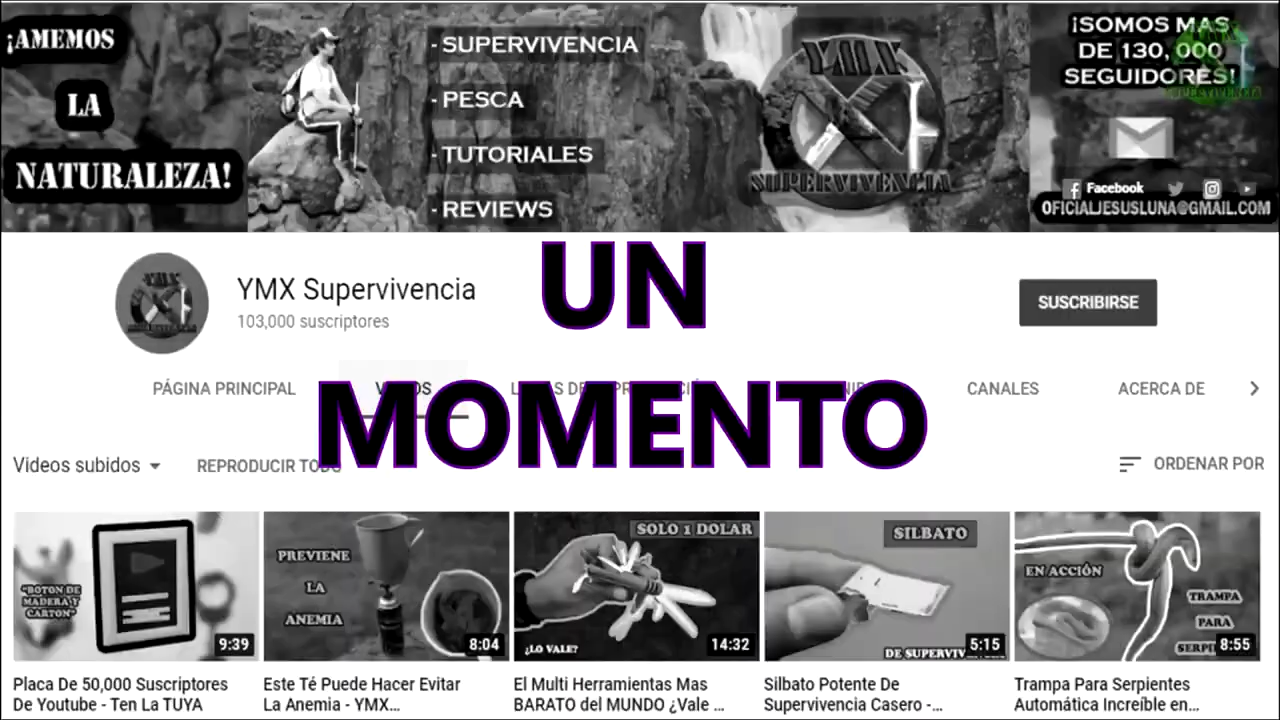 ¡AMEMOS
LA
NATURALEZA!
- SUPERVIVENCIA
- PESCA
- TUTORIALES
- REVIEWS
YMX
SUPERVIVENCIA
¡SOMOS MAS
DE 130,000
SEGUIDORES!
SUPERVIVENCIA
Facebook
OFICIALJESUSLUNA@GMAIL.COM
UN
MOMENTO
YMX Supervivencia
103,000 suscriptores
SUSCRIBIRSE
PÁGINA PRINCIPAL
CANALES
ACERCA DE
Videos subidos
REPRODUCIR TODO
ORDENAR POR
"BOTON DE
MADERA Y
CARTON"
9:39
PREVIENE
LA
ANEMIA
8:04
SOLO 1 DOLAR
¿LO VALE?
14:32
SILBATO
5:15
EN ACCIÓN
TRAMPA
PARA
8:55
Placa De 50,000 Suscriptores
De Youtube - Ten La TUYA
Este Té Puede Hacer Evitar
La Anemia - YMX...
El Multi Herramientas Mas
BARATO del MUNDO ¿Vale ...
Silbato Potente De
Supervivencia Casero -...
Trampa Para Serpientes
Automática Increíble en...